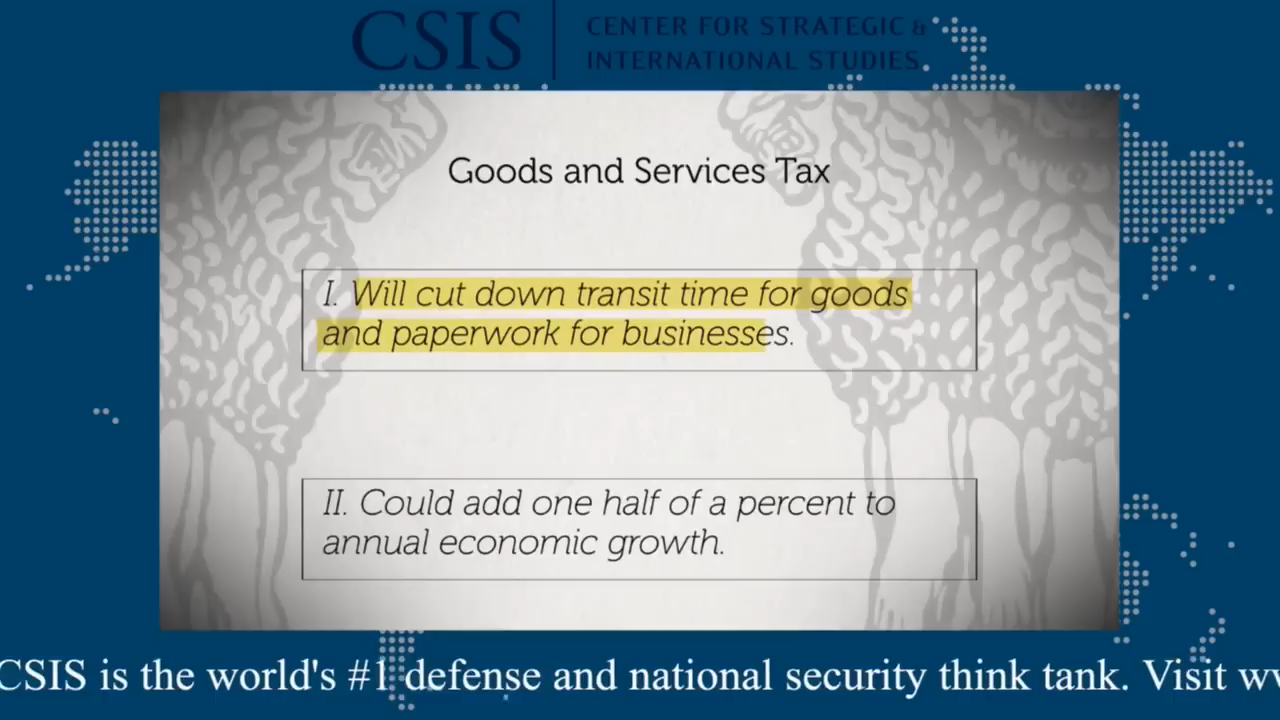 CSIS
CENTER FOR STRATEGIC &
INTERNATIONAL STUDIES
Goods and Services Tax
I. Will cut down transit time for goods
and paperwork for businesses.
II. Could add one half of a percent to
annual economic growth.
CSIS is the world's #1 defense and national security think tank. Visit